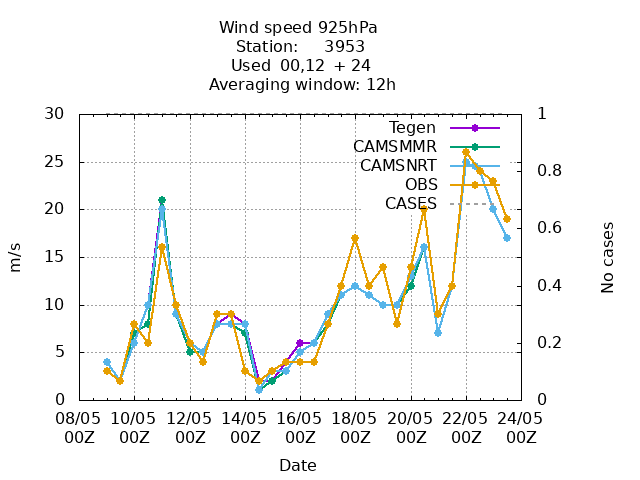 Wind speed 925hPa
Station: 3953
Used 00,12 + 24
Averaging window: 12h
30
25
20
15
10
5
0
m/s
1
0.8
0.6
0.4
0.2
0
No cases
Tegen
CAMSMMR
CAMSNRT
OBS
CASES
08/05 10/05 12/05 14/05 16/05 18/05 20/05 22/05 24/05
00Z 00Z 00Z 00Z 00Z 00Z 00Z 00Z 00Z
Date